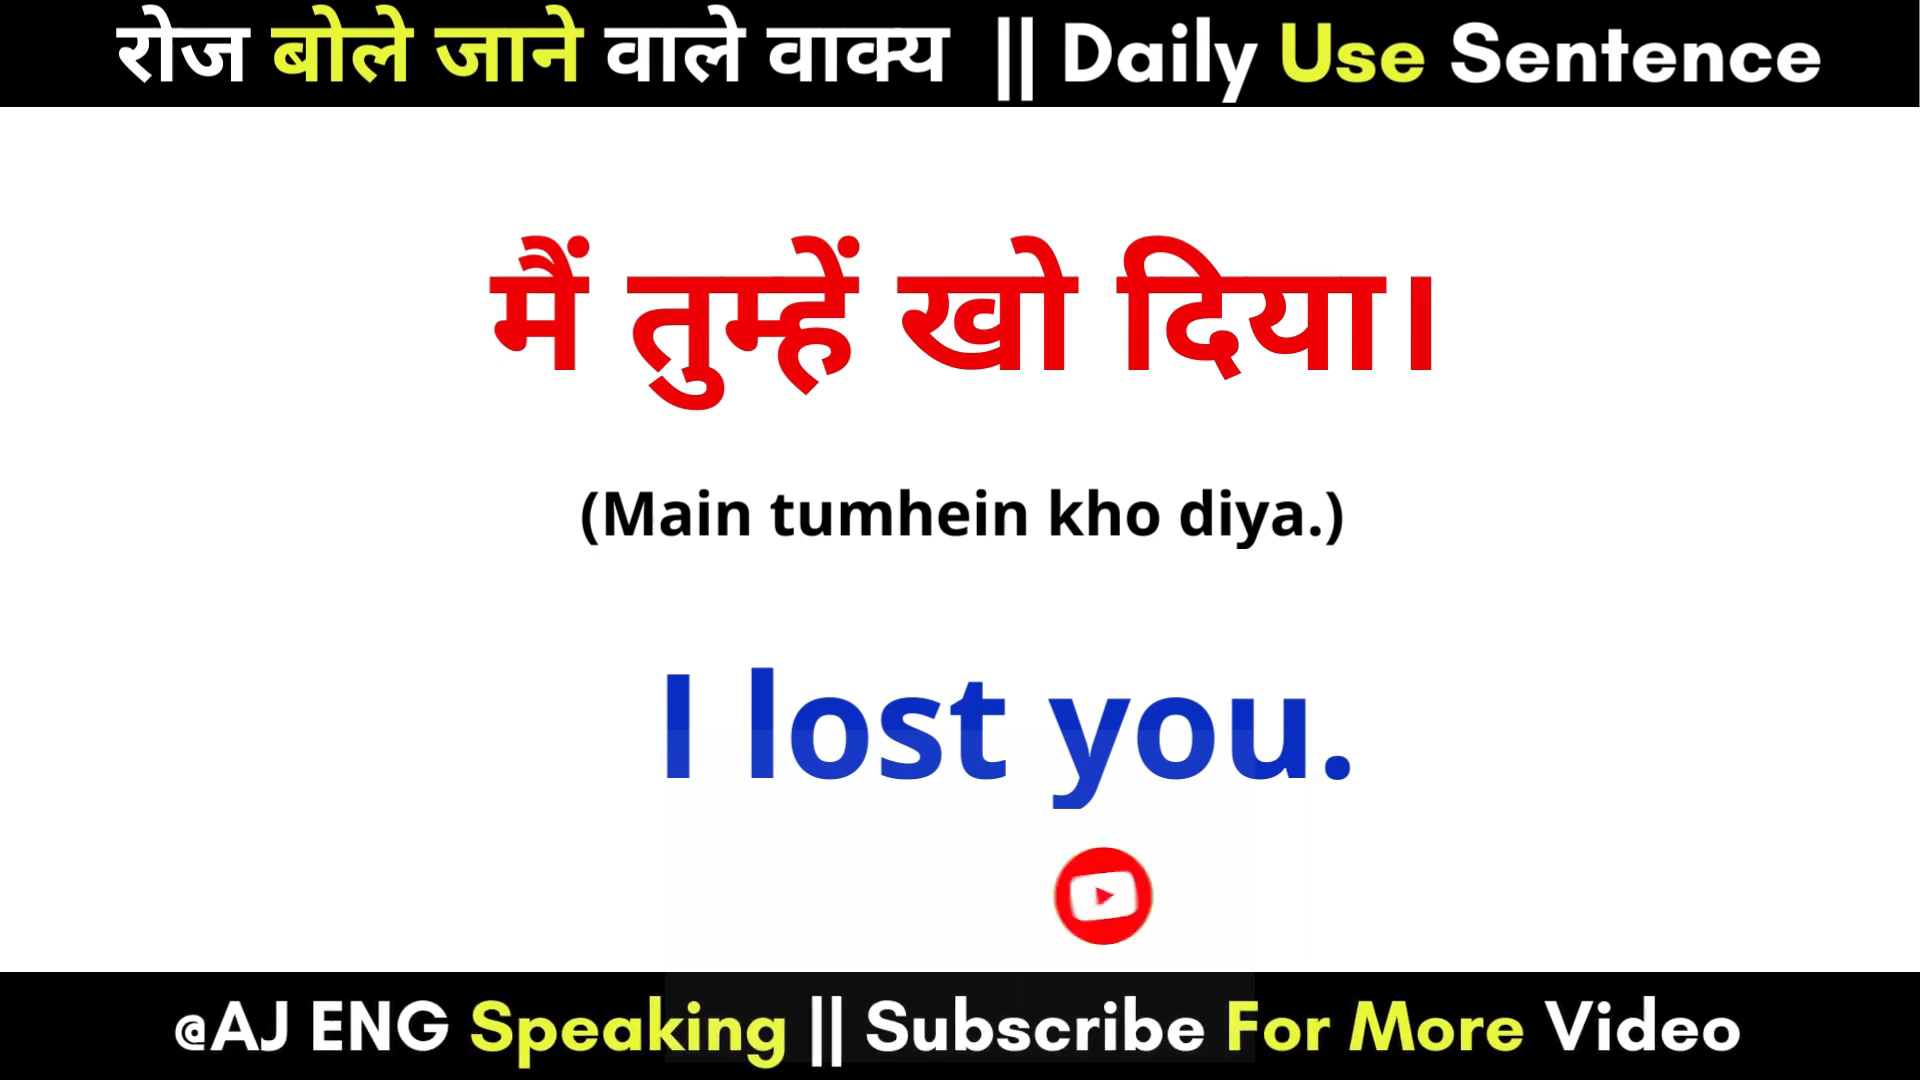 रोज बोले जाने वाले वाक्य || Daily Use Sentence
मैं तुम्हें खो दिया।
(Main tumhein kho diya.)
I lost you.
@AJ ENG Speaking || Subscribe For More Video